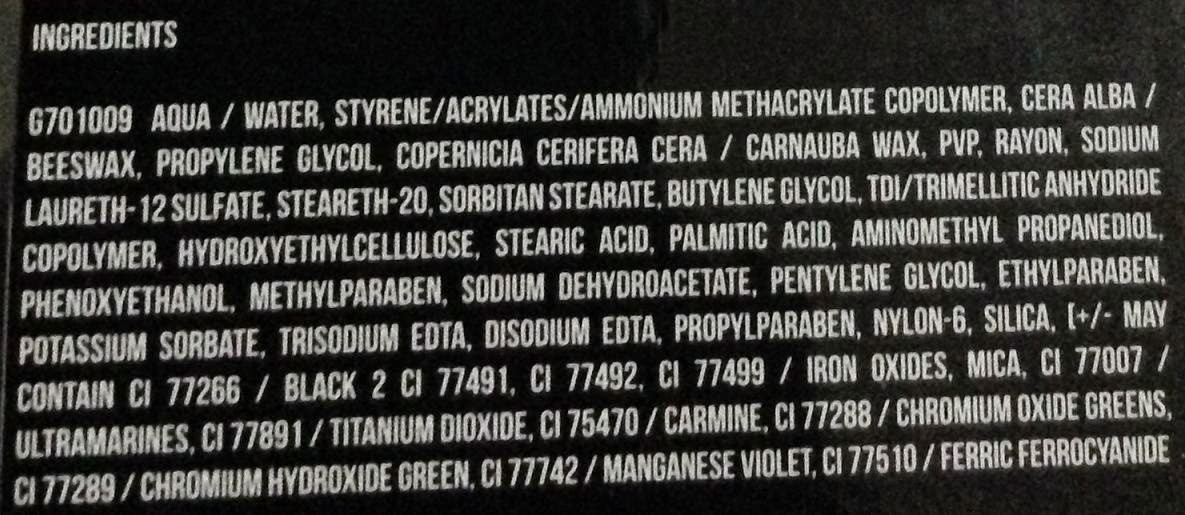 INGREDIENTS
G701009 AQUA / WATER, STYRENE/ACRYLATES/AMMONIUM METHACRYLATE COPOLYMER, CERA ALBA /
BEESWAX, PROPYLENE GLYCOL, COPERNICIA CERIFERA CERA / CARNAUBA WAX, PVP, RAYON, SODIUM
LAURETH-12 SULFATE, STEARETH-20, SORBITAN STEARATE, BUTYLENE GLYCOL, TDI/TRIMELLITIC ANHYDRIDE
COPOLYMER, HYDROXYETHYLCELLULOSE, STEARIC ACID, PALMITIC ACID, AMINOMETHYL PROPANEDIOL,
PHENOXYETHANOL, METHYLPARABEN, SODIUM DEHYDROACETATE, PENTYLENE GLYCOL, ETHYLPARABEN,
POTASSIUM SORBATE, TRISODIUM EDTA, DISODIUM EDTA, PROPYLPARABEN, NYLON-6, SILICA, [+/- MAY
CONTAIN CI 77266 / BLACK 2 CI 77491, CI 77492, CI 77499 / IRON OXIDES, MICA, CI 77007 /
ULTRAMARINES, CI 77891 / TITANIUM DIOXIDE, CI 75470 / CARMINE, CI 77288 / CHROMIUM OXIDE GREENS,
CI 77289 / CHROMIUM HYDROXIDE GREEN, CI 77742 / MANGANESE VIOLET, CI 77510 / FERRIC FERROCYANIDE